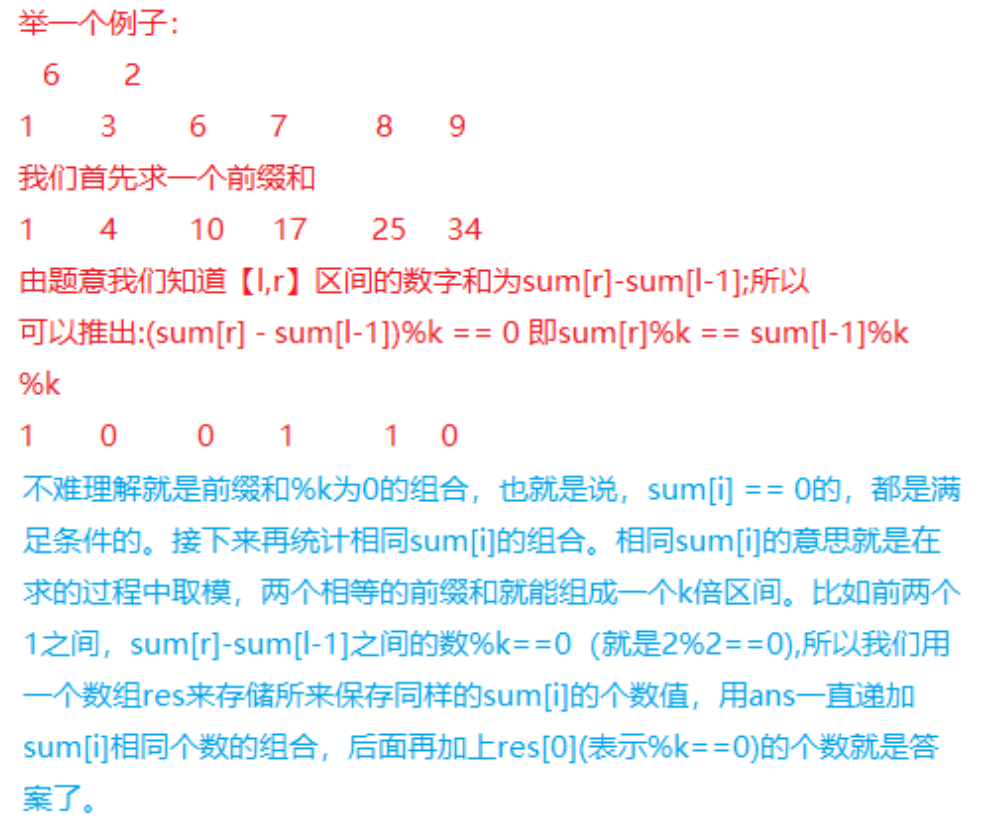 举一个例子：
6 2
1 3 6 7 8 9
我们首先求一个前缀和
1 4 10 17 25 34
由题意我们知道【l,r】区间的数字和为sum[r]-sum[l-1];所以
可以推出:(sum[r] - sum[l-1])%k == 0 即sum[r]%k == sum[l-1]%k
%k
1 0 0 1 1 0
不难理解就是前缀和%k为0的组合，也就是说，sum[i] == 0的，都是满
足条件的。接下来再统计相同sum[i]的组合。相同sum[i]的意思就是在
求的过程中取模，两个相等的前缀和就能组成一个k倍区间。比如前两个
1之间，sum[r]-sum[l-1]之间的数%k==0（就是2%2==0),所以我们用
一个数组res来存储所来保存同样的sum[i]的个数值，用ans一直递加
sum[i]相同个数的组合，后面再加上res[0](表示%k==0)的个数就是答
案了。